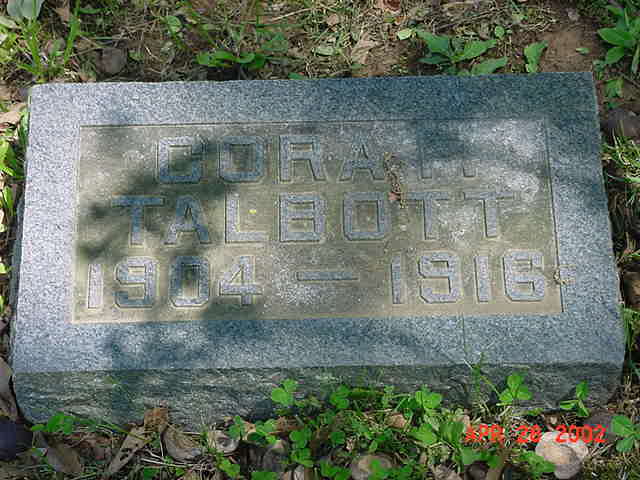 CORA H
TALBOTT
1904 — 1916
APR 28 2002